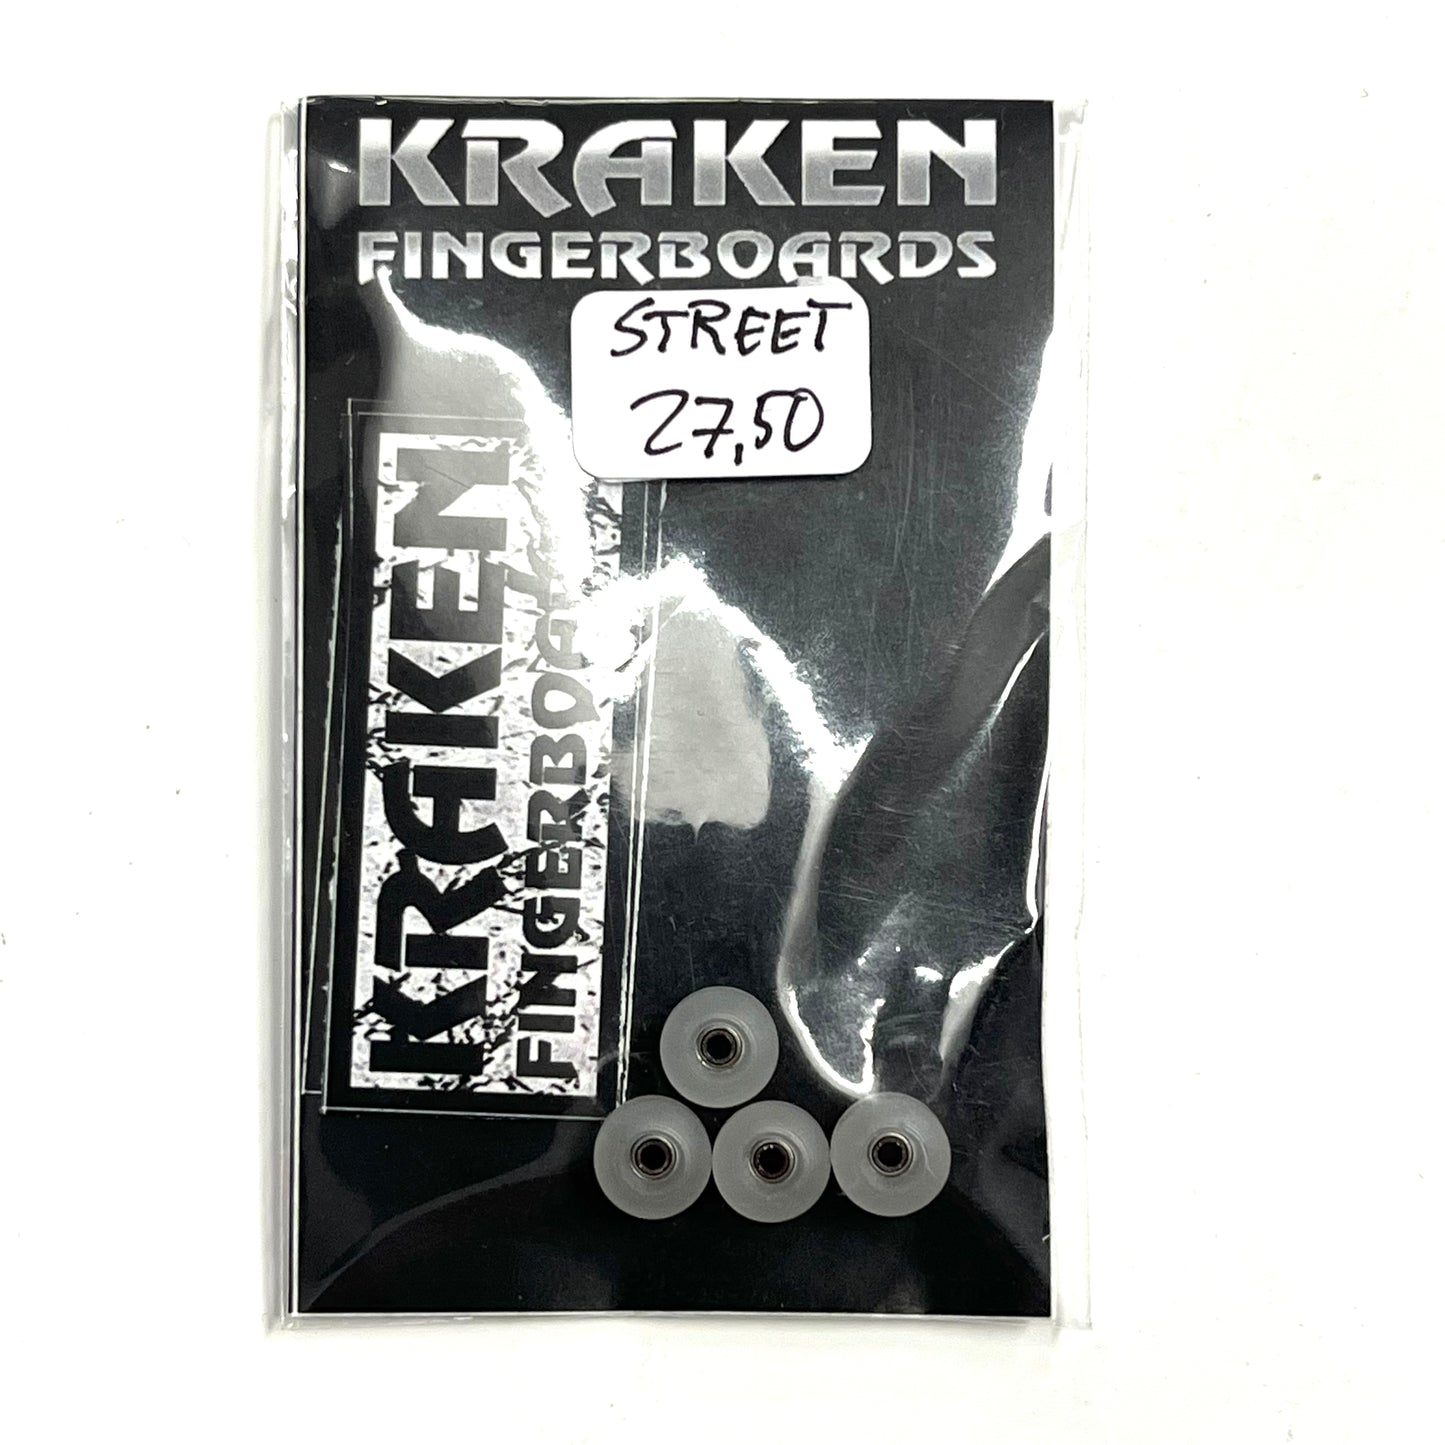 KRAKEN
FINGERBOARDS
STREET
27,50
KRAKEN